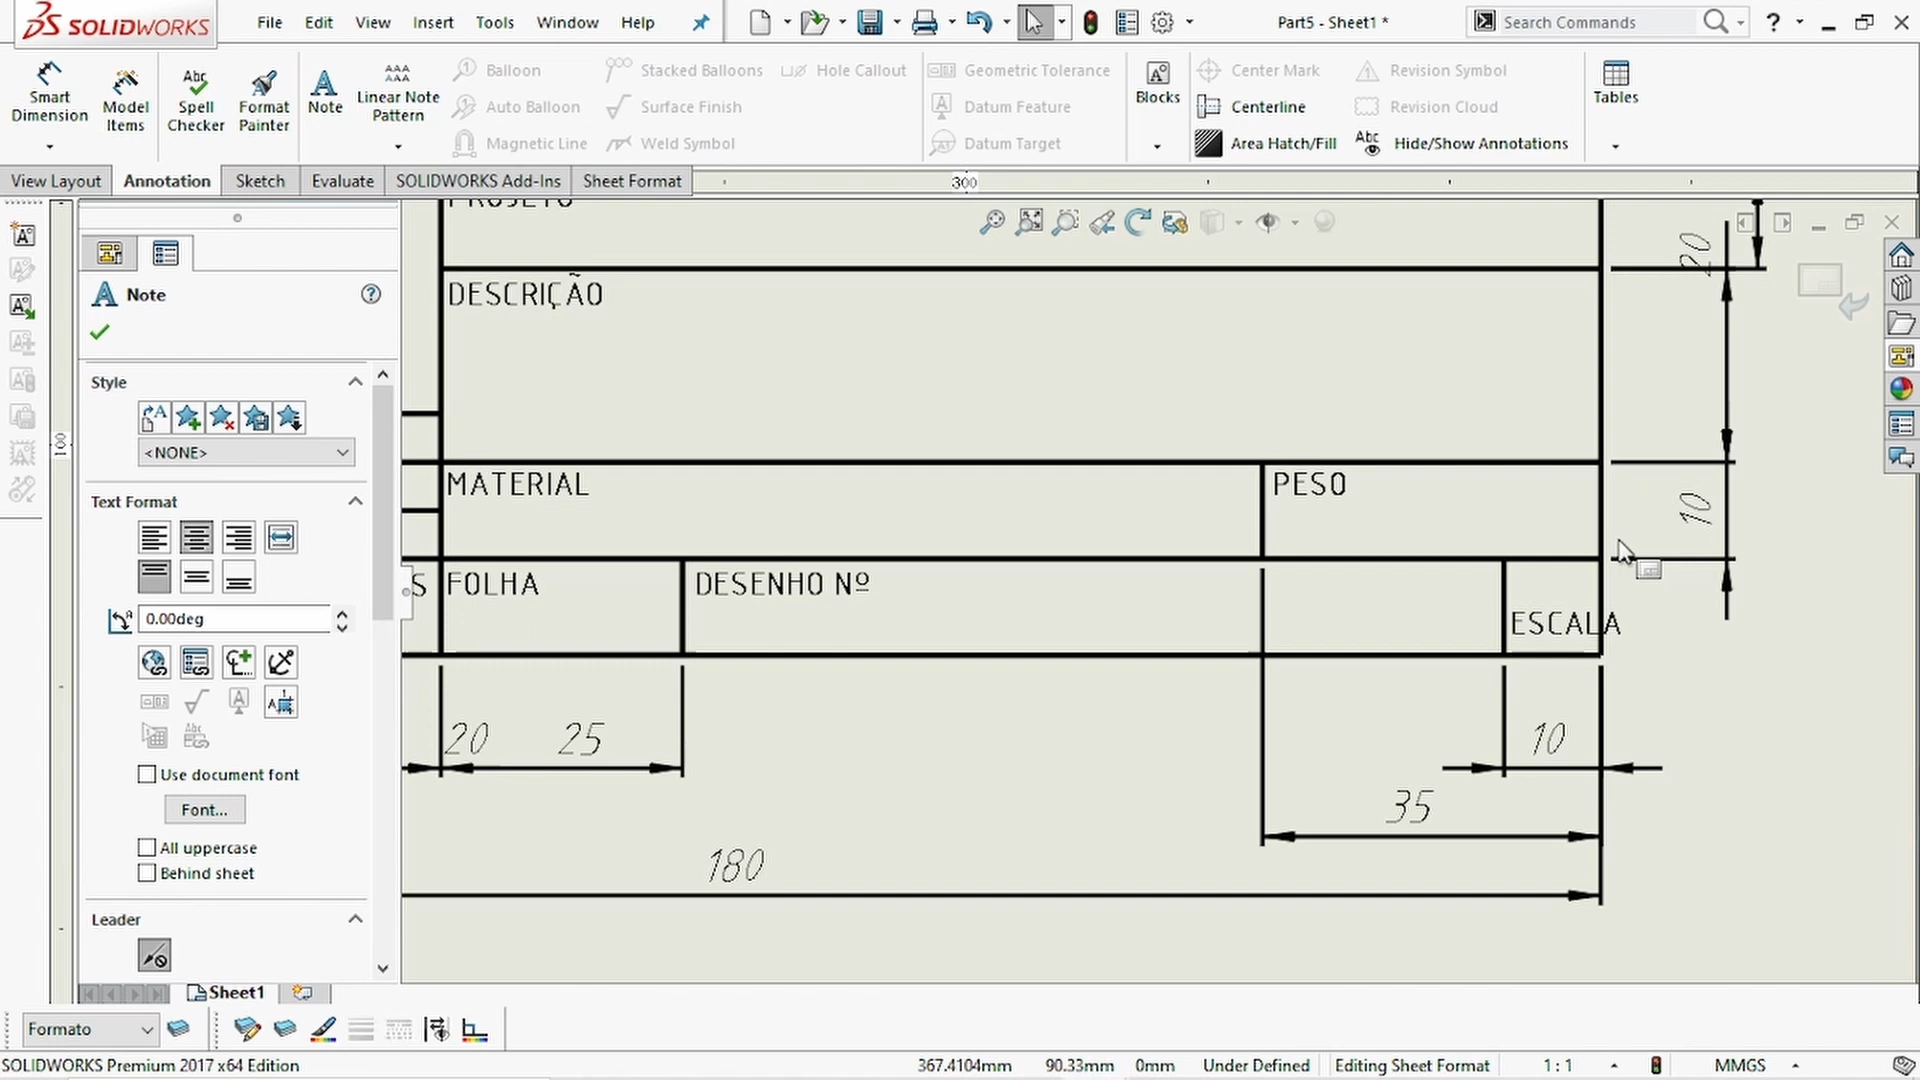 SOLIDWORKS
File Edit View Insert Tools Window Help
Part5 - Sheet1 *
Search Commands
Smart Dimension
Model Items
Abc
Spell Checker
Format Painter
Note
Linear Note Pattern
Balloon
Auto Balloon
Magnetic Line
Stacked Balloons
Surface Finish
Weld Symbol
Hole Callout
Geometric Tolerance
Datum Feature
Datum Target
Blocks
Center Mark
Centerline
Area Hatch/Fill
Revision Symbol
Revision Cloud
Abc
Hide/Show Annotations
Tables
View Layout
Annotation
Sketch
Evaluate
SOLIDWORKS Add-Ins
Sheet Format
300
100
Note
Style
<NONE>
Text Format
0.00deg
Use document font
Font...
All uppercase
Behind sheet
Leader
PROJETO
DESCRIÇÃO
MATERIAL
PESO
S
FOLHA
DESENHO Nº
ESCALA
20
10
20
25
10
35
180
Sheet1
Formato
SOLIDWORKS Premium 2017 x64 Edition
367.4104mm
90.33mm
0mm
Under Defined
Editing Sheet Format
1 : 1
MMGS